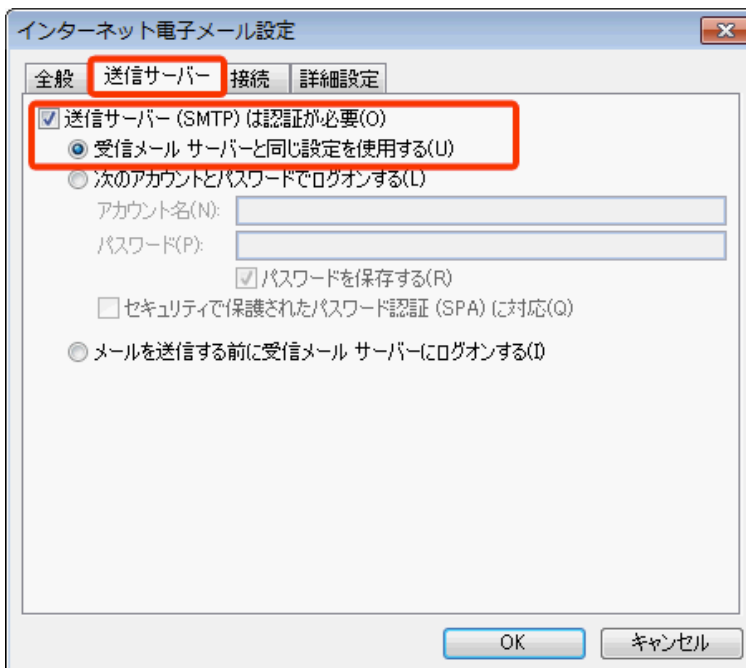 インターネット電子メール設定
全般 送信サーバー 接続 詳細設定
送信サーバー (SMTP) は認証が必要(O)
受信メール サーバーと同じ設定を使用する(U)
次のアカウントとパスワードでログオンする(L)
アカウント名(N):
パスワード(P):
パスワードを保存する(R)
セキュリティで保護されたパスワード認証 (SPA) に対応(Q)
メールを送信する前に受信メール サーバーにログオンする(I)
OK キャンセル